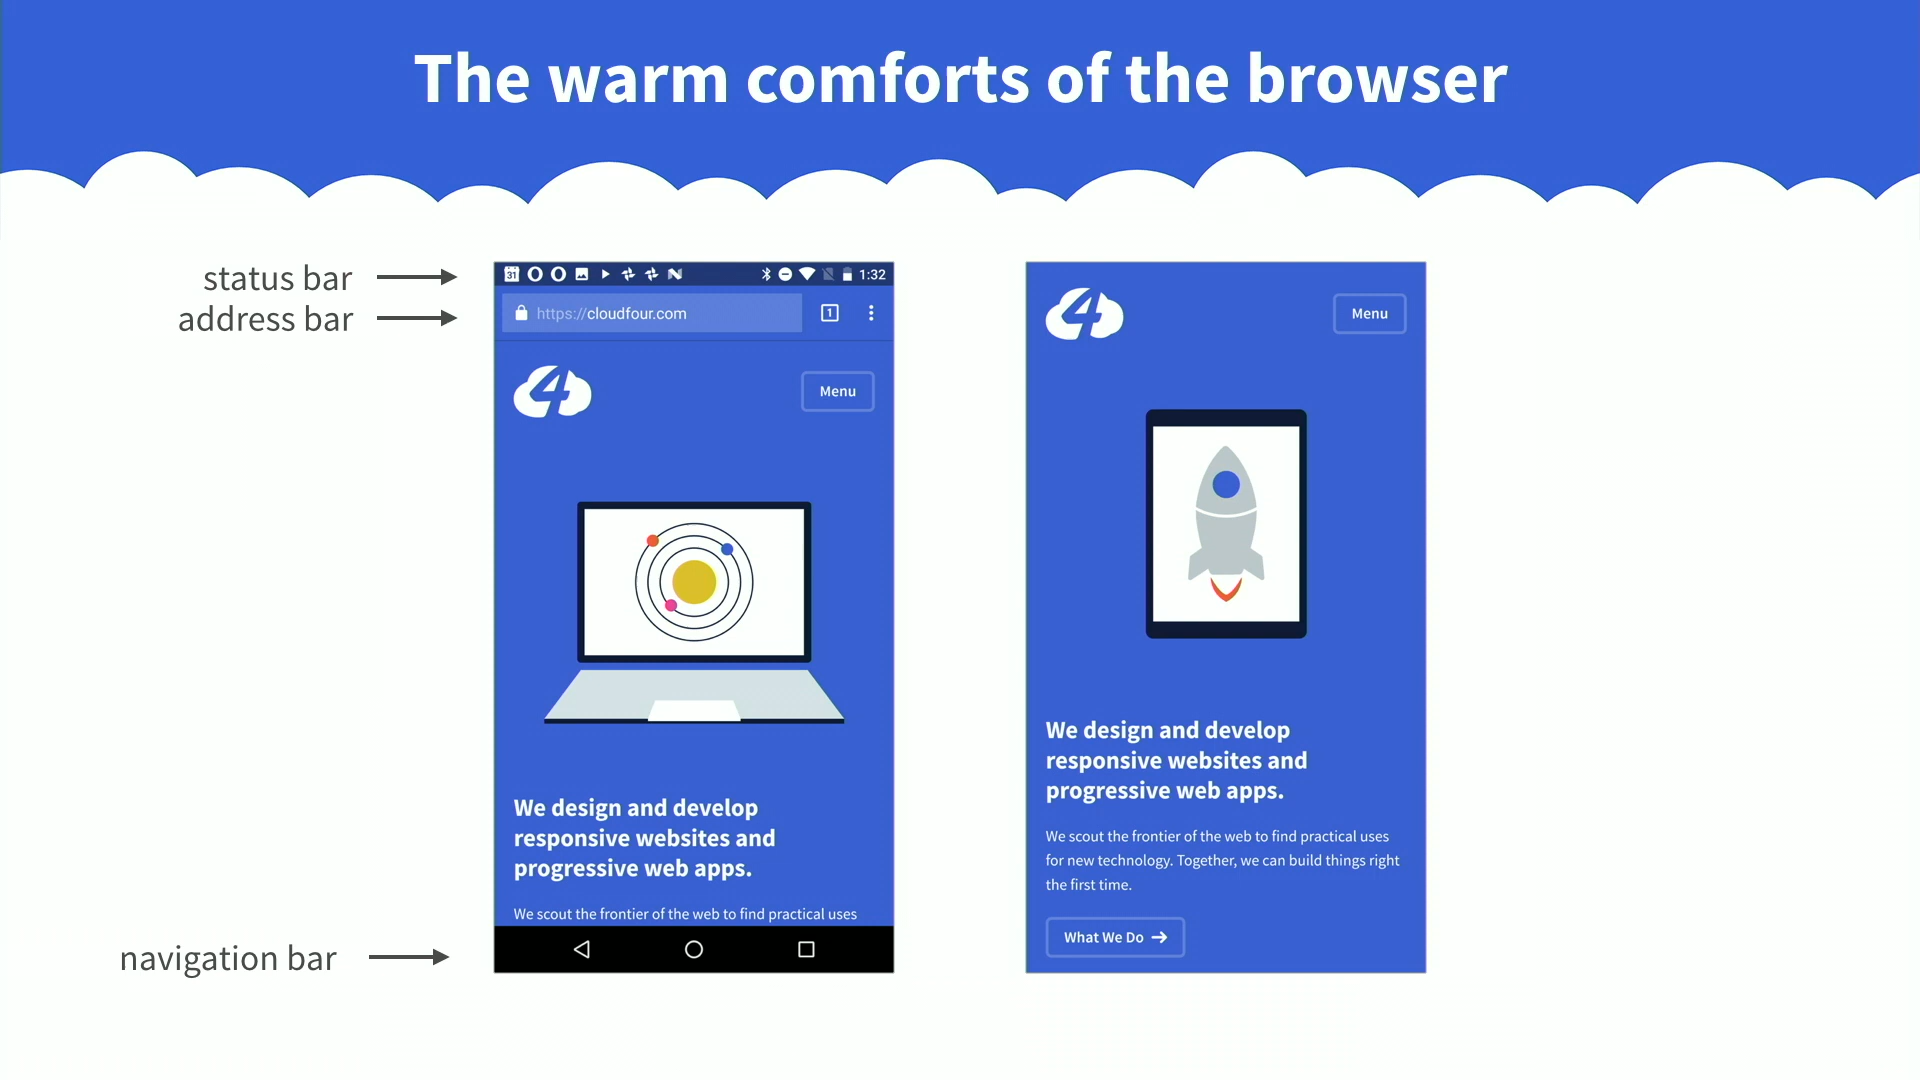 The warm comforts of the browser
status bar
address bar
navigation bar
31
1:32
https://cloudfour.com
1
4
Menu
We design and develop
responsive websites and
progressive web apps.
We scout the frontier of the web to find practical uses
4
Menu
We design and develop
responsive websites and
progressive web apps.
We scout the frontier of the web to find practical uses
for new technology. Together, we can build things right
the first time.
What We Do →